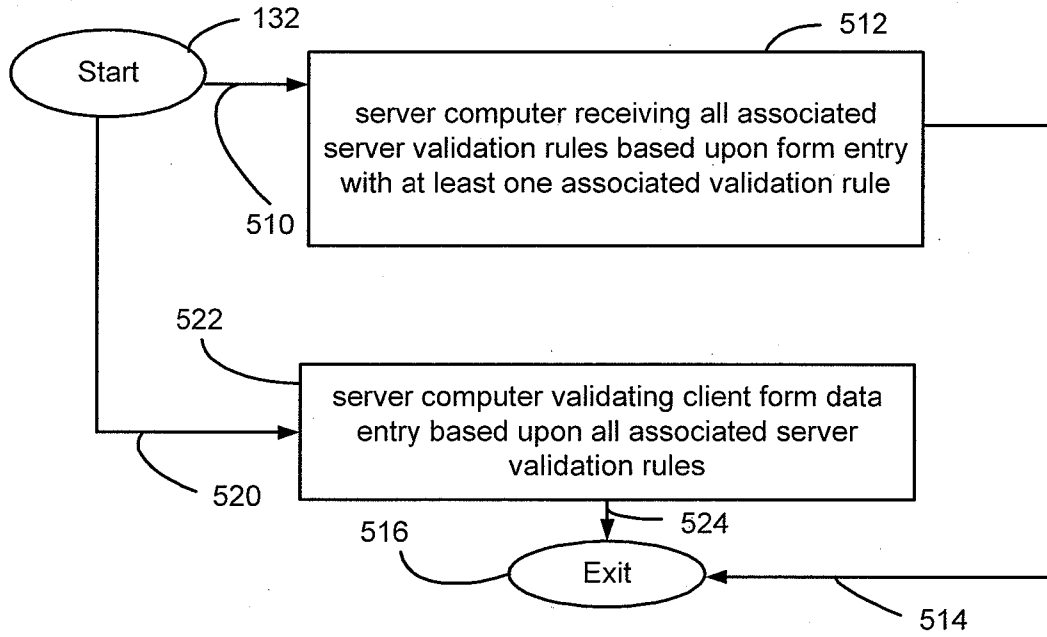 132
Start
512
server computer receiving all associated
server validation rules based upon form entry
with at least one associated validation rule
510
522
server computer validating client form data
entry based upon all associated server
validation rules
520
524
516
Exit
514